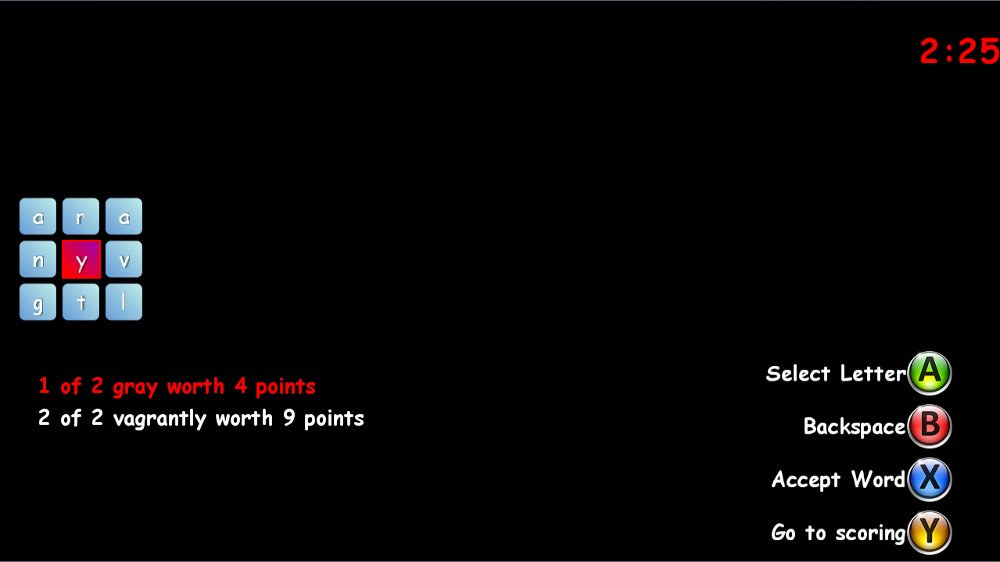 2:25
a r a
n y v
g t l
1 of 2 gray worth 4 points
2 of 2 vagrantly worth 9 points
Select Letter A
Backspace B
Accept Word X
Go to scoring Y